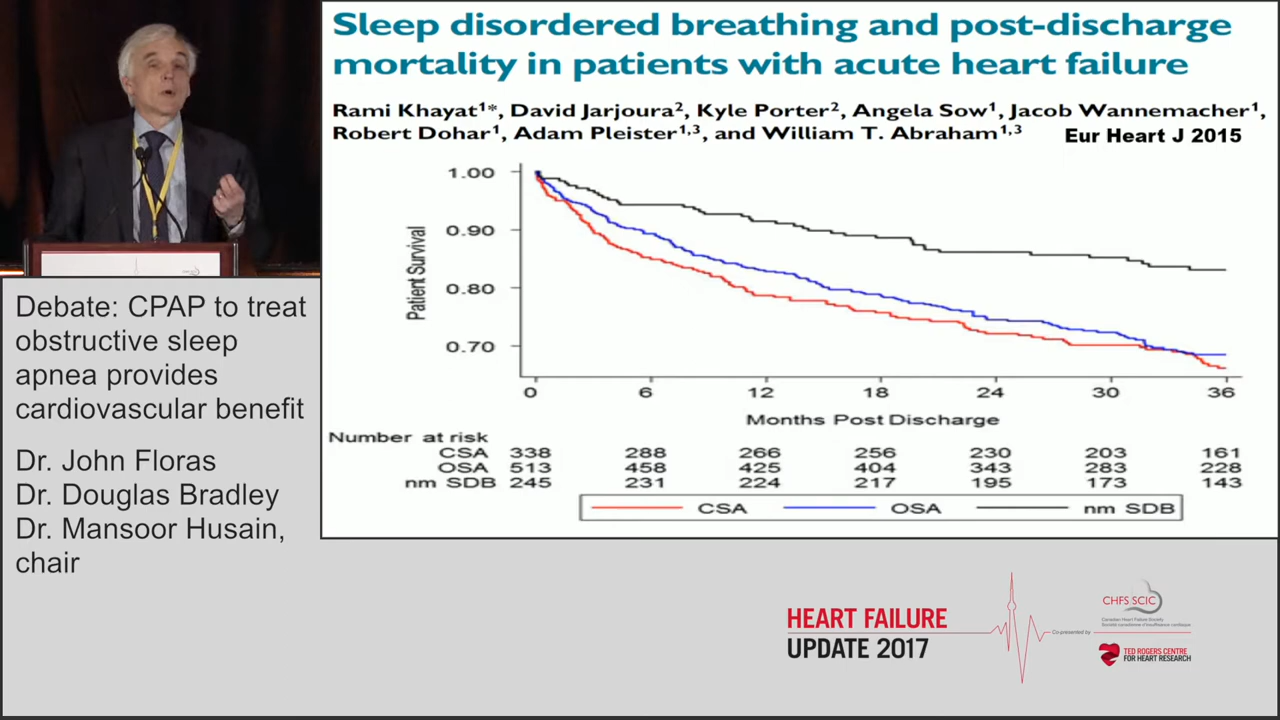 Sleep disordered breathing and post-discharge
mortality in patients with acute heart failure
Rami Khayat¹*, David Jarjoura², Kyle Porter², Angela Sow¹, Jacob Wannemacher¹,
Robert Dohar¹, Adam Pleister¹,³, and William T. Abraham¹,³ Eur Heart J 2015
Patient Survival
1.00
0.90
0.80
0.70
0 6 12 18 24 30 36
Months Post Discharge
Number at risk
CSA 338 288 266 256 230 203 161
OSA 513 458 425 404 343 283 228
nm SDB 245 231 224 217 195 173 143
CSA OSA nm SDB
Debate: CPAP to treat
obstructive sleep
apnea provides
cardiovascular benefit
Dr. John Floras
Dr. Douglas Bradley
Dr. Mansoor Husain,
chair
HEART FAILURE
UPDATE 2017
Co-presented by
CHFS SCIC
Canadian Heart Failure Society
Société canadienne d'insuffisance cardiaque
TED ROGERS CENTRE
FOR HEART RESEARCH